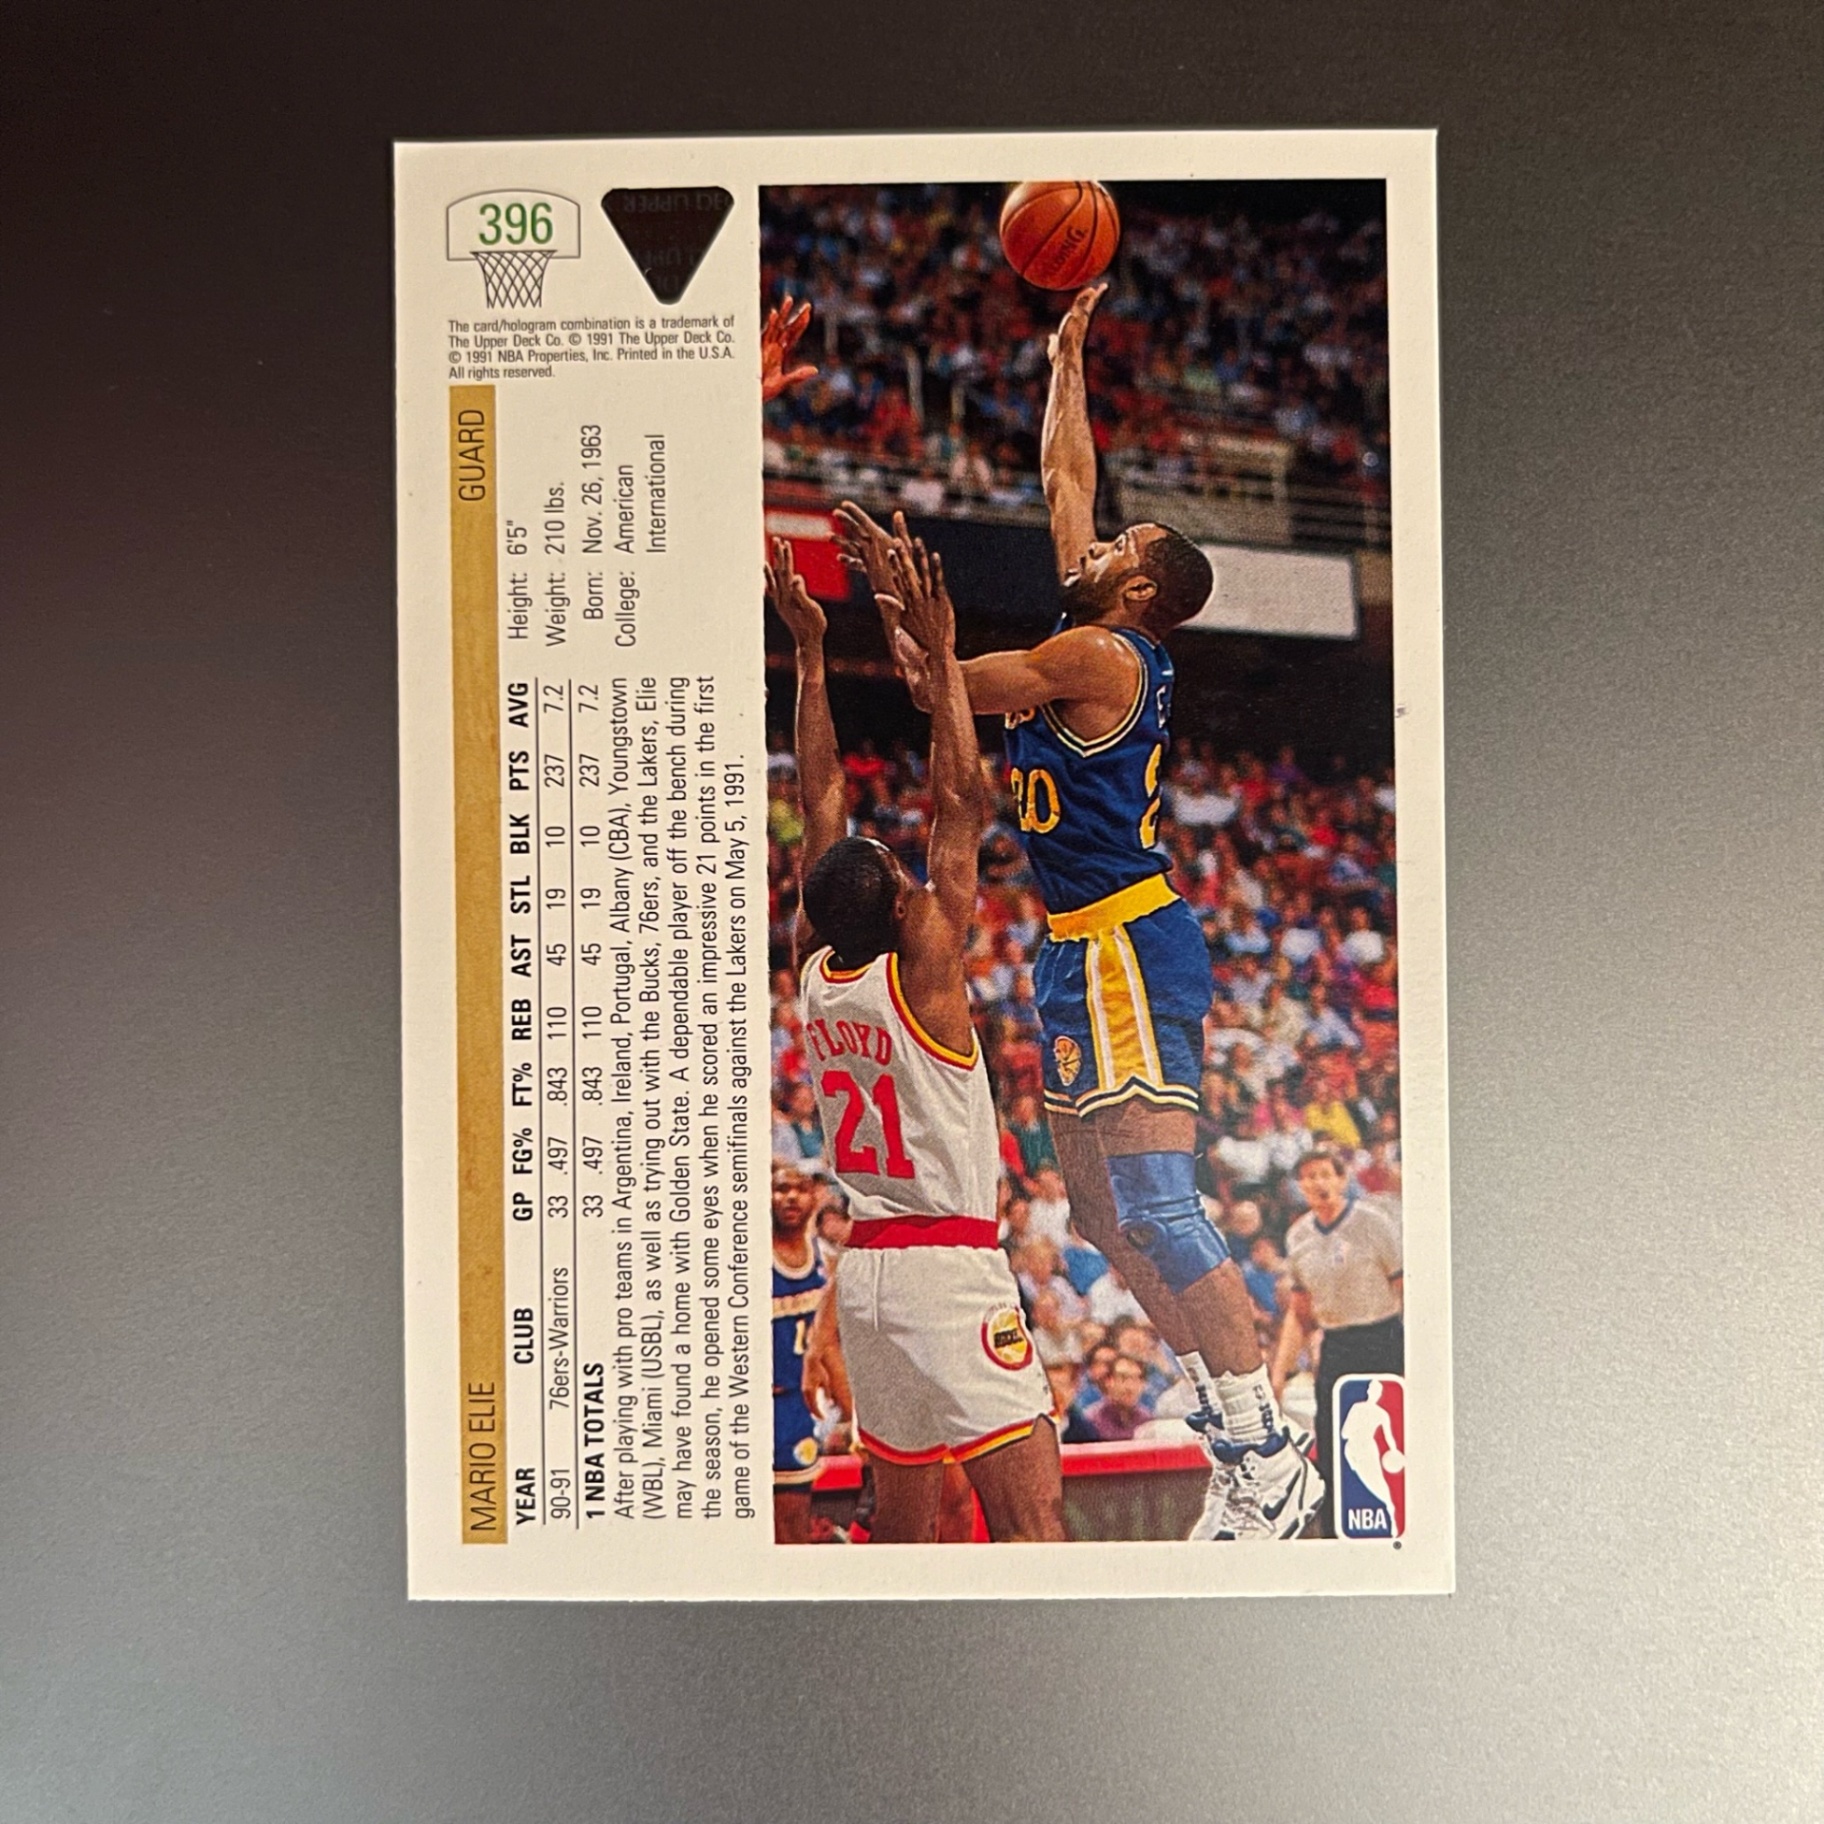 396
The card/hologram combination is a trademark of
The Upper Deck Co. © 1991 The Upper Deck Co.
© 1991 NBA Properties, Inc. Printed in the U.S.A.
All rights reserved.
MARIO ELIE GUARD
YEAR CLUB GP FG% FT% REB AST STL BLK PTS AVG
90-91 76ers-Warriors 33 .497 .843 110 45 19 10 237 7.2
1 NBA TOTALS 33 .497 .843 110 45 19 10 237 7.2
Height: 6'5"
Weight: 210 lbs.
Born: Nov. 26, 1963
College: American
International
After playing with pro teams in Argentina, Ireland, Portugal, Albany (CBA), Youngstown
(WBL), Miami (USBL), as well as trying out with the Bucks, 76ers, and the Lakers, Elie
may have found a home with Golden State. A dependable player off the bench during
the season, he opened some eyes when he scored an impressive 21 points in the first
game of the Western Conference semifinals against the Lakers on May 5, 1991.
FLOYD
21
20
NBA